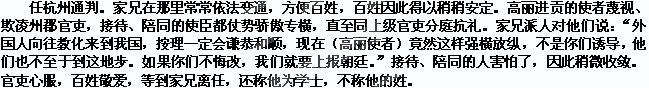 任杭州通判。家兄在那里常常依法变通，方便百姓，百姓因此得以稍稍安定。高丽进贡的使者蔑视、
欺凌州郡官吏，接待、陪同的使臣都仗势骄傲专横，直至同上级官吏分庭抗礼。家兄派人对他们说：“外
国人向往教化来到我国，按理一定会谦恭和顺，现在（高丽使者）竟然这样强横放纵，不是你们诱导，他
们也不至于到这地步。如果你们不悔改，我们就要上报朝廷。”接待、陪同的人害怕了，因此稍微收敛。
官吏心服，百姓敬爱，等到家兄离任，还称他为学士，不称他的姓。